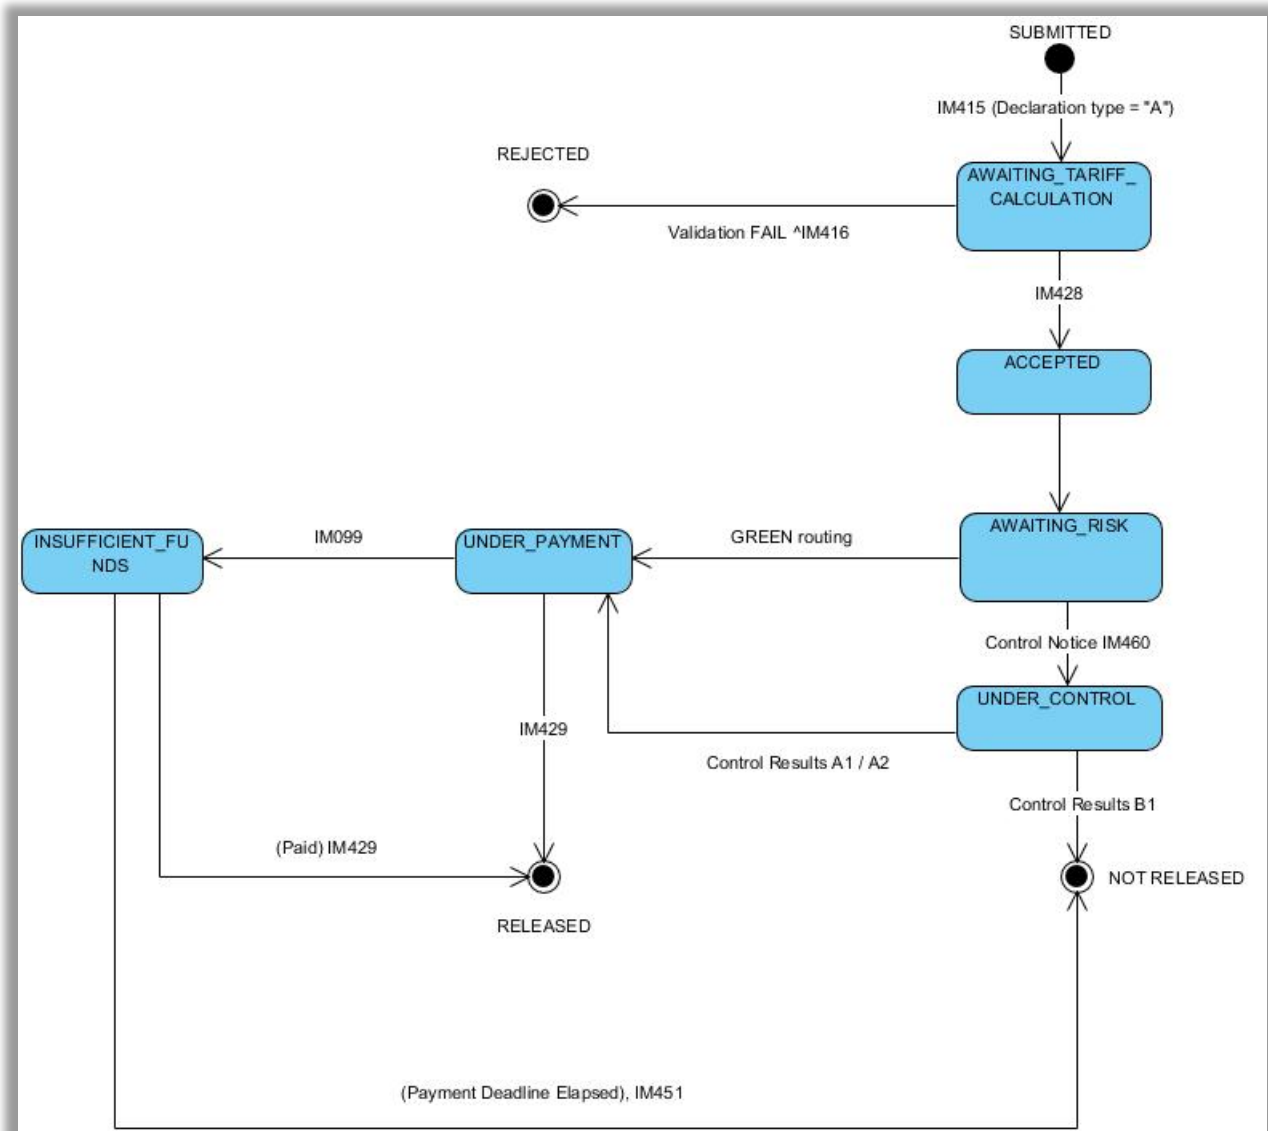 SUBMITTED
IM415 (Declaration type = "A")
REJECTED
AWAITING_TARIFF_
CALCULATION
Validation FAIL ^IM416
IM428
ACCEPTED
INSUFFICIENT_FU
NDS
IM099
UNDER_PAYMENT
GREEN routing
AWAITING_RISK
Control Notice IM460
UNDER_CONTROL
IM429
Control Results A1 / A2
Control Results B1
(Paid) IM429
RELEASED
NOT RELEASED
(Payment Deadline Elapsed), IM451